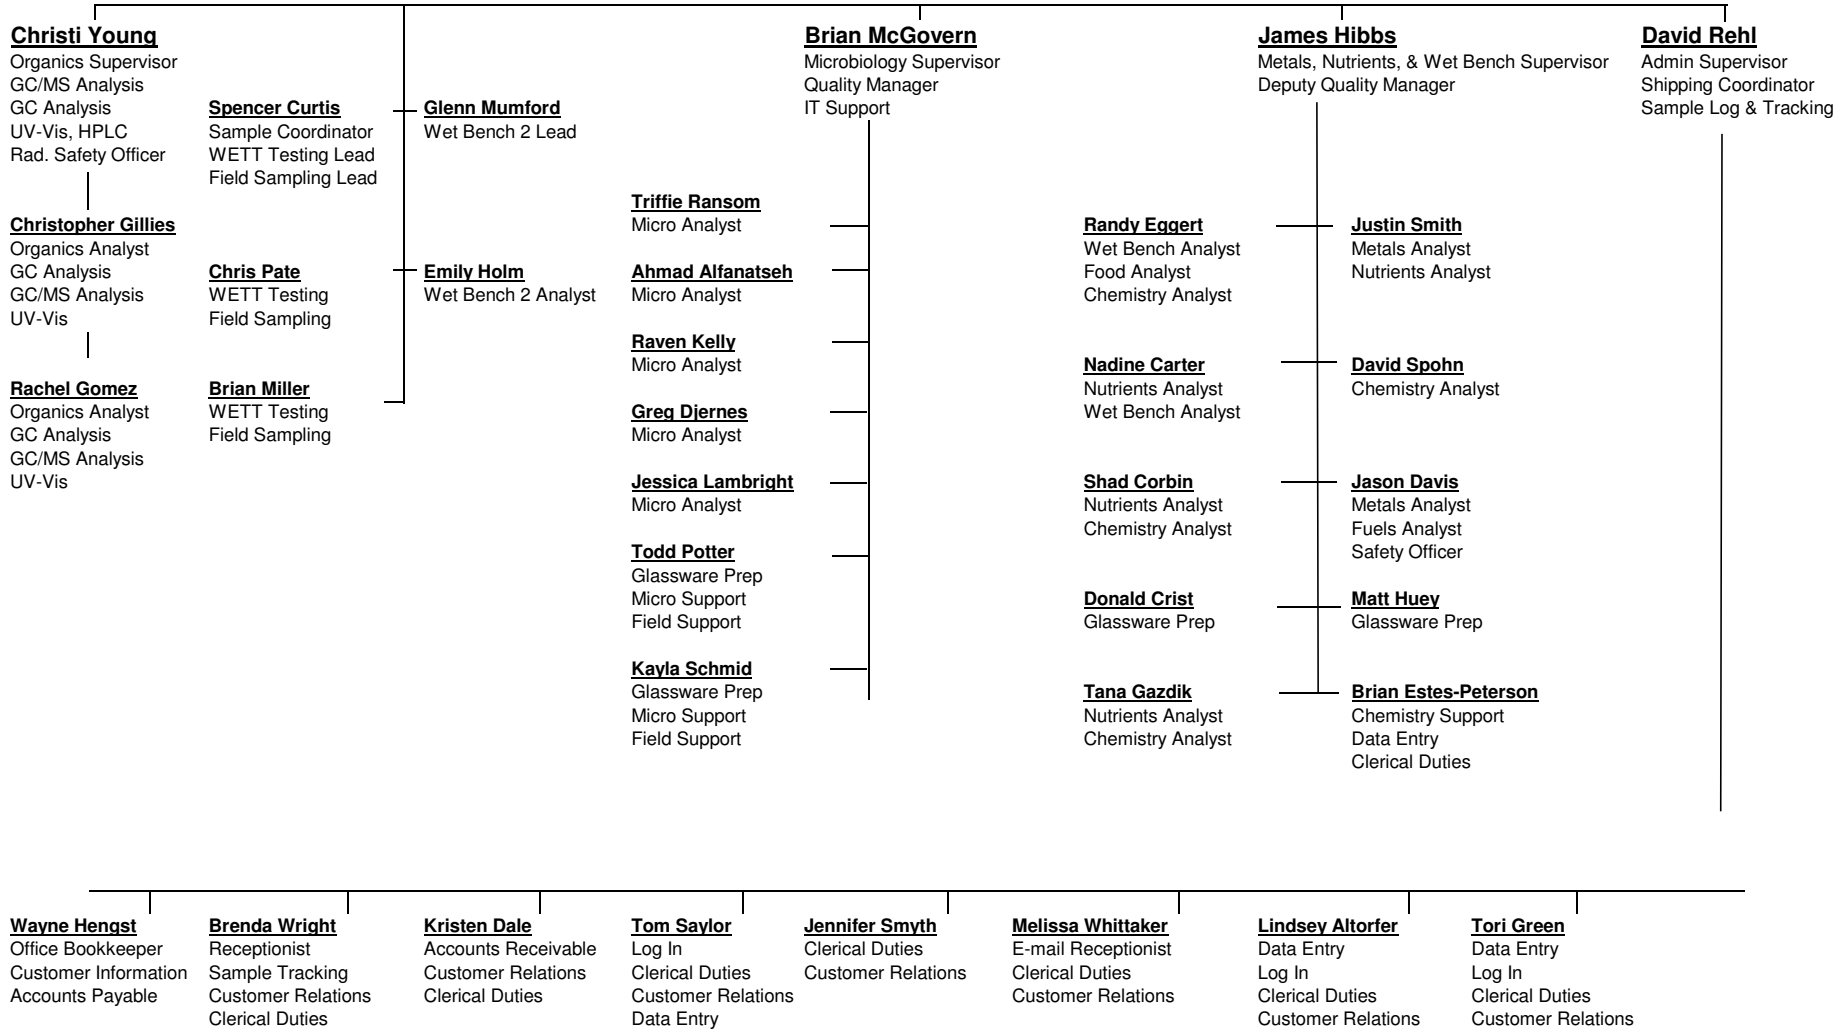 Christi Young
Organics Supervisor
GC/MS Analysis
GC Analysis
UV-Vis, HPLC
Rad. Safety Officer
Christopher Gillies
Organics Analyst
GC Analysis
GC/MS Analysis
UV-Vis
Rachel Gomez
Organics Analyst
GC Analysis
GC/MS Analysis
UV-Vis
Spencer Curtis
Sample Coordinator
WETT Testing Lead
Field Sampling Lead
Chris Pate
WETT Testing
Field Sampling
Brian Miller
WETT Testing
Field Sampling
Glenn Mumford
Wet Bench 2 Lead
Emily Holm
Wet Bench 2 Analyst
Brian McGovern
Microbiology Supervisor
Quality Manager
IT Support
Triffie Ransom
Micro Analyst
Ahmad Alfanatseh
Micro Analyst
Raven Kelly
Micro Analyst
Greg Djernes
Micro Analyst
Jessica Lambright
Micro Analyst
Todd Potter
Glassware Prep
Micro Support
Field Support
Kayla Schmid
Glassware Prep
Micro Support
Field Support
James Hibbs
Metals, Nutrients, & Wet Bench Supervisor
Deputy Quality Manager
Randy Eggert
Wet Bench Analyst
Food Analyst
Chemistry Analyst
Nadine Carter
Nutrients Analyst
Wet Bench Analyst
Shad Corbin
Nutrients Analyst
Chemistry Analyst
Donald Crist
Glassware Prep
Tana Gazdik
Nutrients Analyst
Chemistry Analyst
Justin Smith
Metals Analyst
Nutrients Analyst
David Spohn
Chemistry Analyst
Jason Davis
Metals Analyst
Fuels Analyst
Safety Officer
Matt Huey
Glassware Prep
Brian Estes-Peterson
Chemistry Support
Data Entry
Clerical Duties
David Rehl
Admin Supervisor
Shipping Coordinator
Sample Log & Tracking
Wayne Hengst
Office Bookkeeper
Customer Information
Accounts Payable
Brenda Wright
Receptionist
Sample Tracking
Customer Relations
Clerical Duties
Kristen Dale
Accounts Receivable
Customer Relations
Clerical Duties
Tom Saylor
Log In
Clerical Duties
Customer Relations
Data Entry
Jennifer Smyth
Clerical Duties
Customer Relations
Melissa Whittaker
E-mail Receptionist
Clerical Duties
Customer Relations
Lindsey Altorfer
Data Entry
Log In
Clerical Duties
Customer Relations
Tori Green
Data Entry
Log In
Clerical Duties
Customer Relations